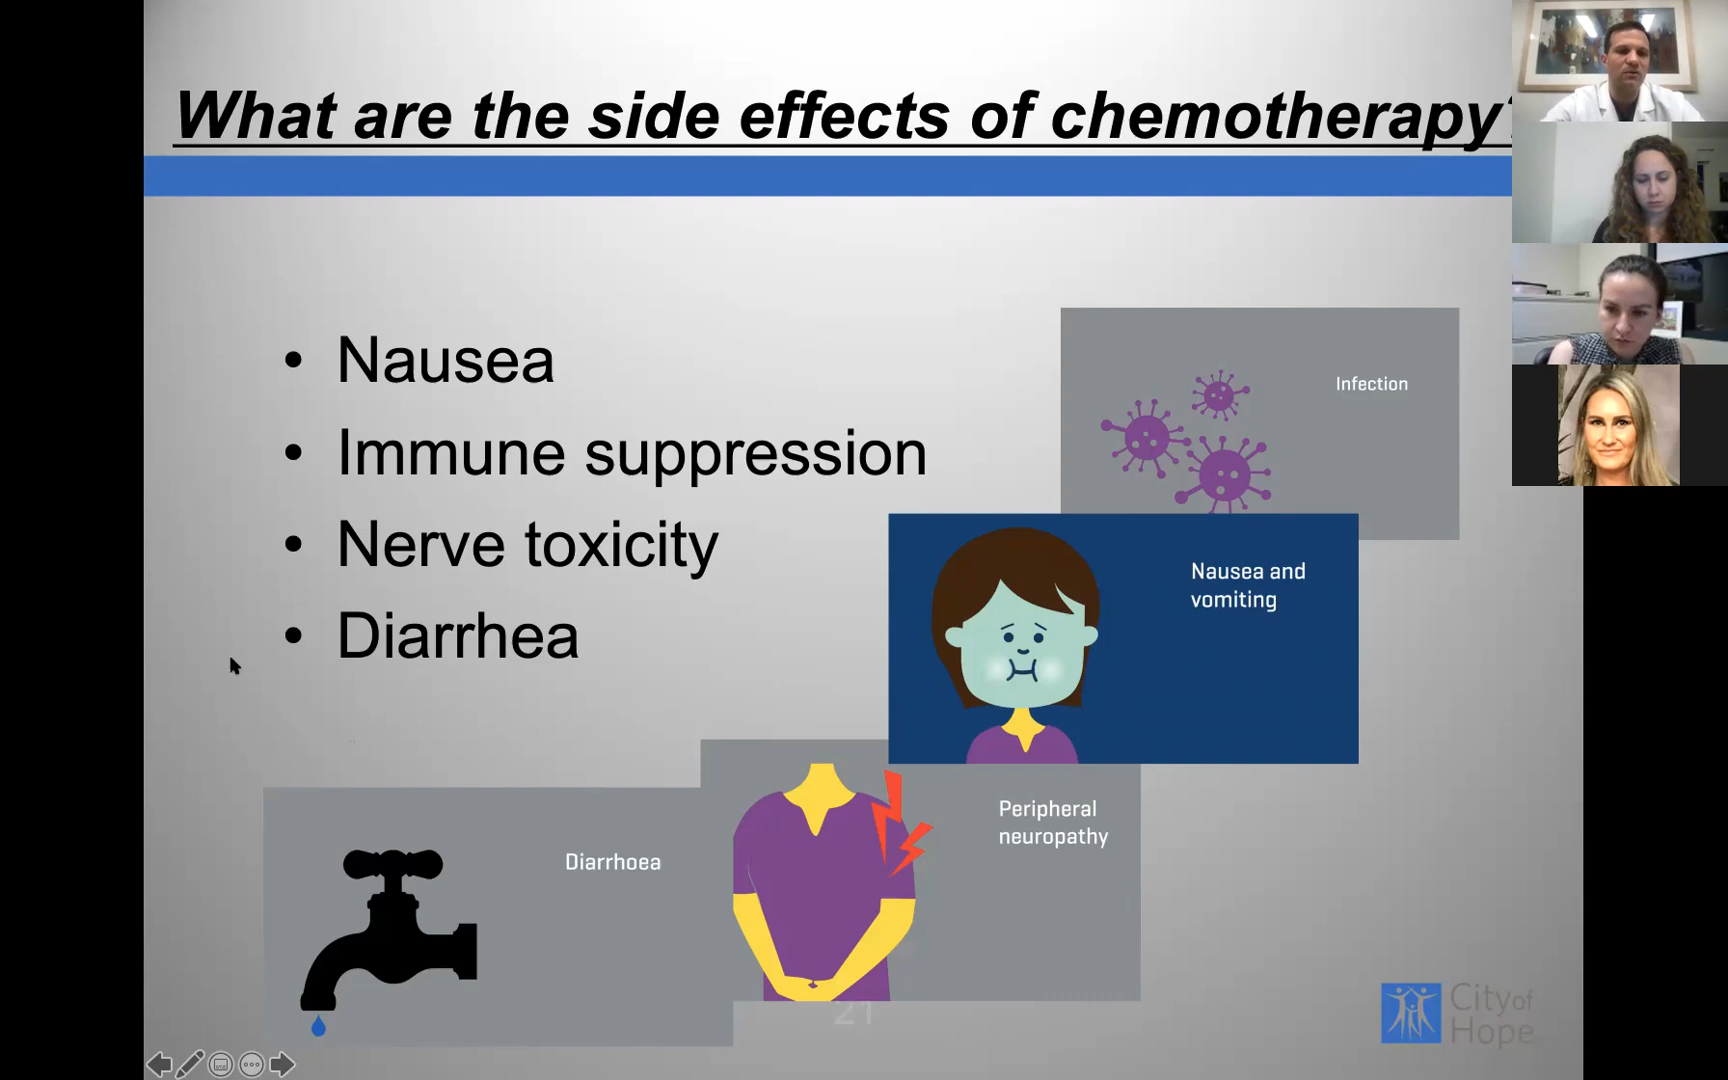 What are the side effects of chemotherapy?
• Nausea
• Immune suppression
• Nerve toxicity
• Diarrhea
Infection
Nausea and
vomiting
Peripheral
neuropathy
Diarrhoea
21
City of
Hope